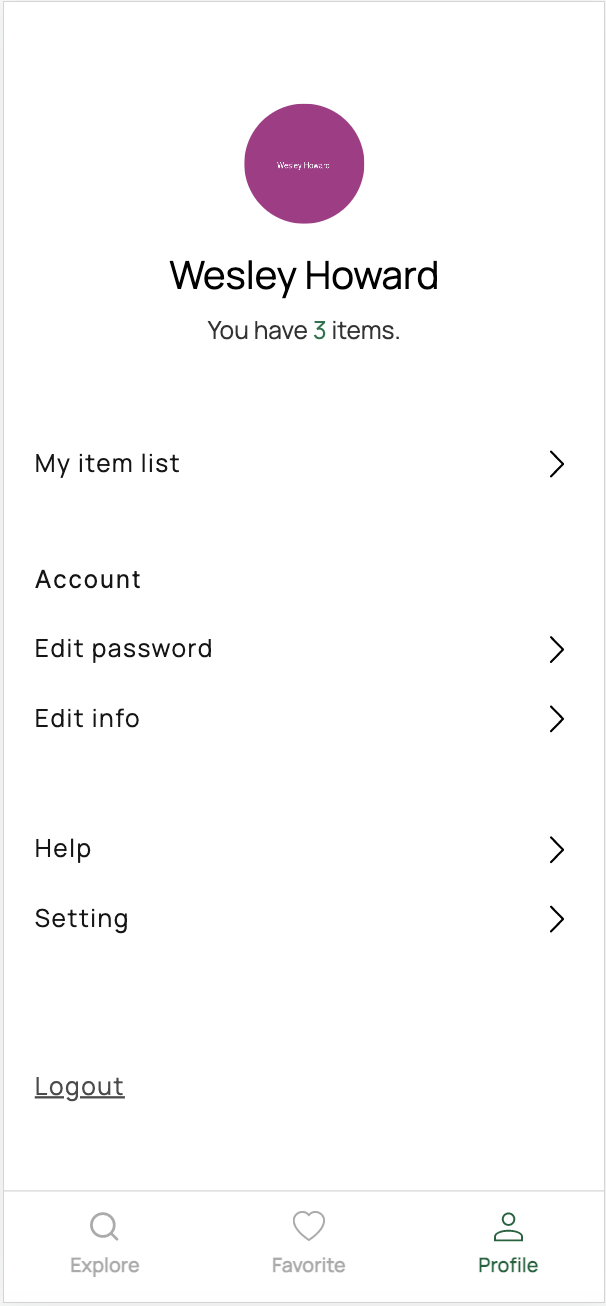 Wesley Howard
Wesley Howard
You have 3 items.
My item list
Account
Edit password
Edit info
Help
Setting
Logout
Explore
Favorite
Profile